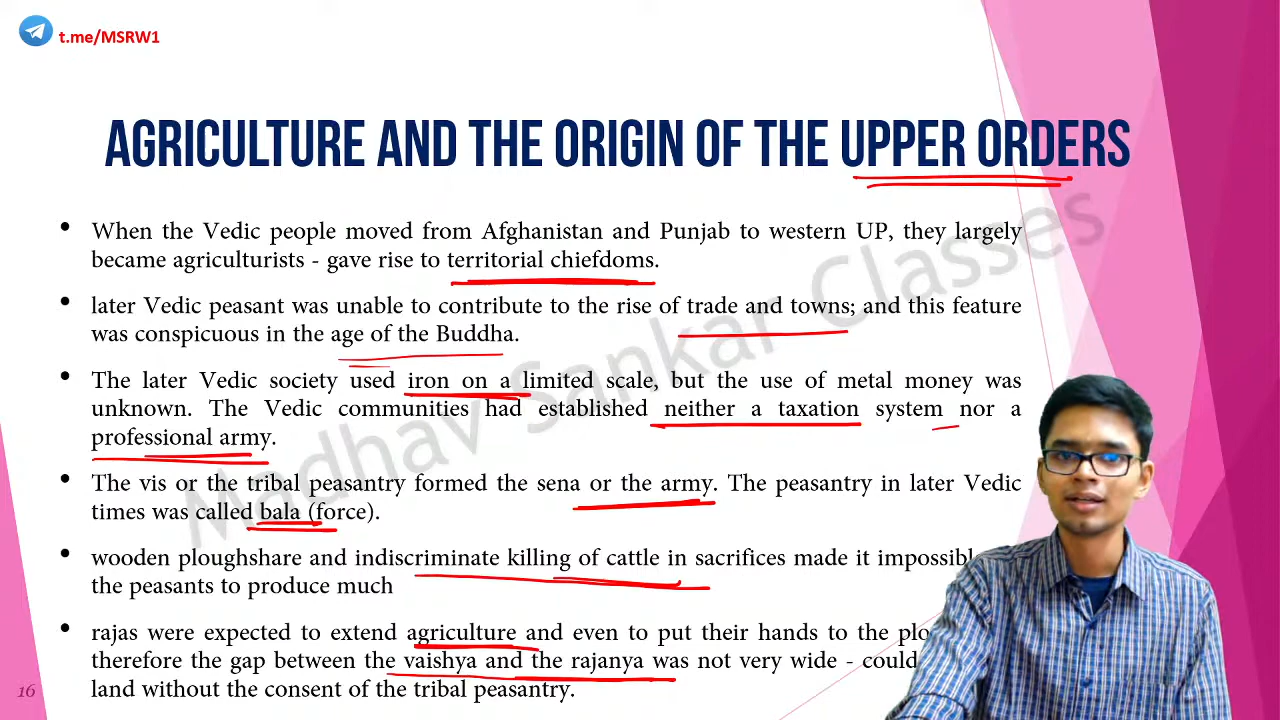 t.me/MSRW1
AGRICULTURE AND THE ORIGIN OF THE UPPER ORDERS
• When the Vedic people moved from Afghanistan and Punjab to western UP, they largely
became agriculturists - gave rise to territorial chiefdoms.
• later Vedic peasant was unable to contribute to the rise of trade and towns; and this feature
was conspicuous in the age of the Buddha.
• The later Vedic society used iron on a limited scale, but the use of metal money was
unknown. The Vedic communities had established neither a taxation system nor a
professional army.
• The vis or the tribal peasantry formed the sena or the army. The peasantry in later Vedic
times was called bala (force).
• wooden ploughshare and indiscriminate killing of cattle in sacrifices made it impossible
the peasants to produce much
• rajas were expected to extend agriculture and even to put their hands to the
therefore the gap between the vaishya and the rajanya was not very wide - could
land without the consent of the tribal peasantry.
Madhav Sankar Classes
16